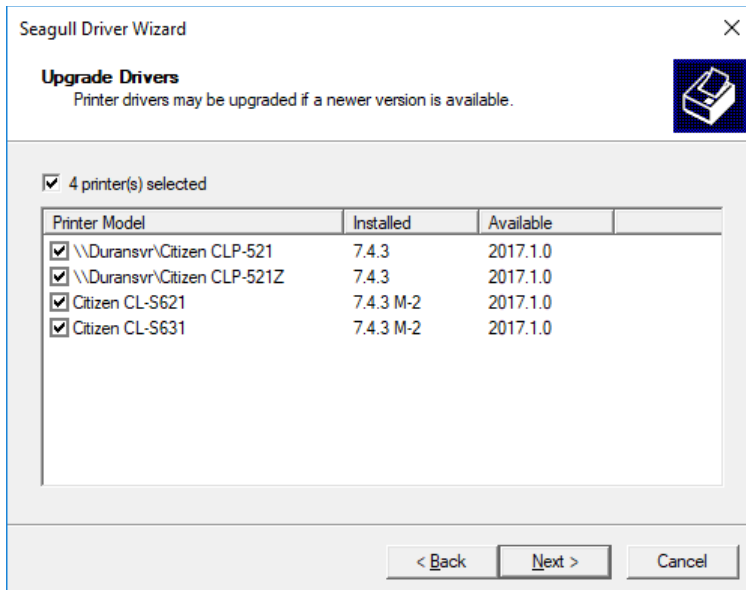 Seagull Driver Wizard
Upgrade Drivers
Printer drivers may be upgraded if a newer version is available.
4 printer(s) selected
Printer Model Installed Available
\\Duransvr\Citizen CLP-521 7.4.3 2017.1.0
\\Duransvr\Citizen CLP-521Z 7.4.3 2017.1.0
Citizen CL-S621 7.4.3 M-2 2017.1.0
Citizen CL-S631 7.4.3 M-2 2017.1.0
< Back Next > Cancel